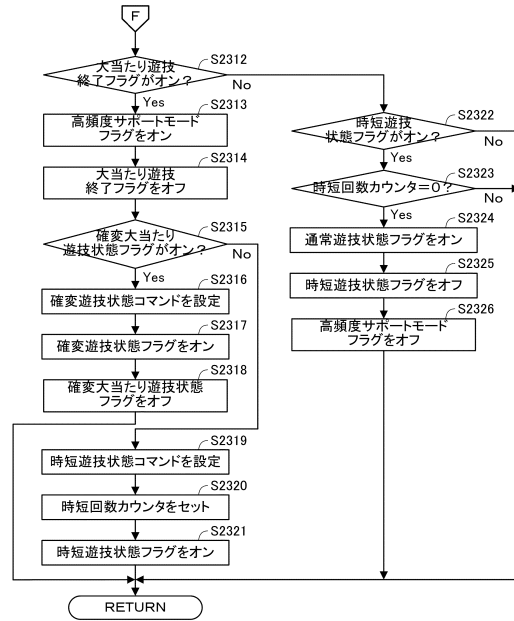 F
S2312
大当たり遊技
終了フラグがオン？
No
Yes
S2313
高頻度サポートモード
フラグをオン
S2314
大当たり遊技
終了フラグをオフ
S2315
確変大当たり
遊技状態フラグがオン？
No
Yes
S2316
確変遊技状態コマンドを設定
S2317
確変遊技状態フラグをオン
S2318
確変大当たり遊技状態
フラグをオフ
S2319
時短遊技状態コマンドを設定
S2320
時短回数カウンタをセット
S2321
時短遊技状態フラグをオン
S2322
時短遊技
状態フラグがオン？
No
Yes
S2323
時短回数カウンタ＝０？
No
Yes
S2324
通常遊技状態フラグをオン
S2325
時短遊技状態フラグをオフ
S2326
高頻度サポートモード
フラグをオフ
RETURN